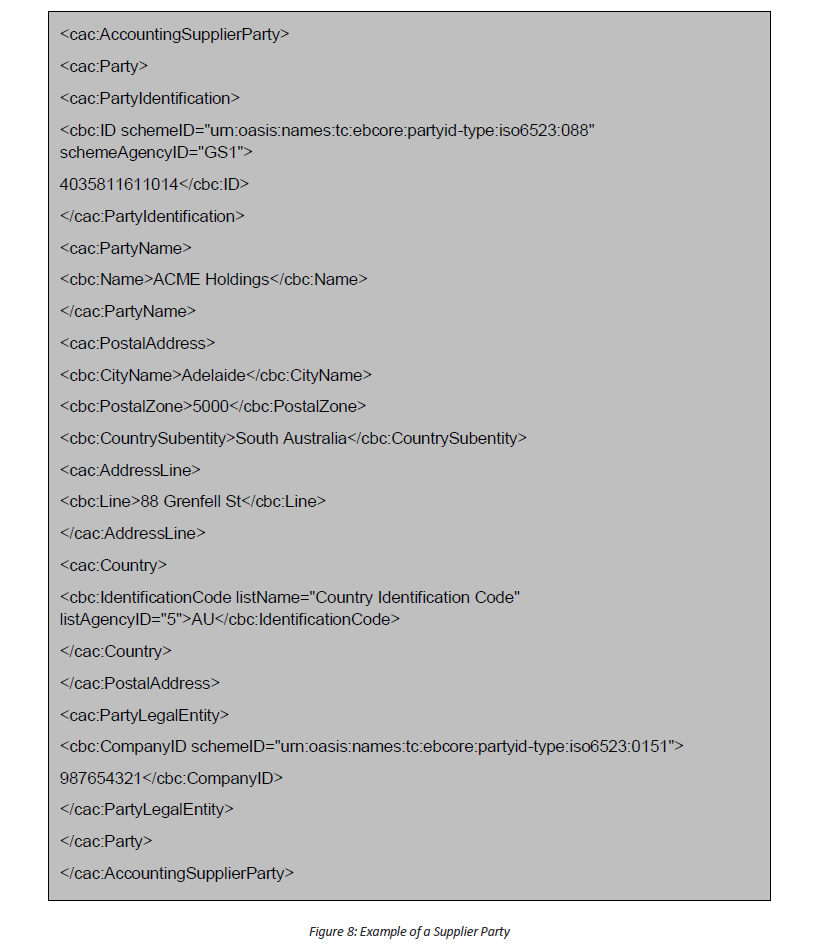 <cac:AccountingSupplierParty>
<cac:Party>
<cac:PartyIdentification>
<cbc:ID schemeID="urn:oasis:names:tc:ebcore:partyid-type:iso6523:088"
schemeAgencyID="GS1">
4035811611014</cbc:ID>
</cac:PartyIdentification>
<cac:PartyName>
<cbc:Name>ACME Holdings</cbc:Name>
</cac:PartyName>
<cac:PostalAddress>
<cbc:CityName>Adelaide</cbc:CityName>
<cbc:PostalZone>5000</cbc:PostalZone>
<cbc:CountrySubentity>South Australia</cbc:CountrySubentity>
<cac:AddressLine>
<cbc:Line>88 Grenfell St</cbc:Line>
</cac:AddressLine>
<cac:Country>
<cbc:IdentificationCode listName="Country Identification Code"
listAgencyID="5">AU</cbc:IdentificationCode>
</cac:Country>
</cac:PostalAddress>
<cac:PartyLegalEntity>
<cbc:CompanyID schemeID="urn:oasis:names:tc:ebcore:partyid-type:iso6523:0151">
987654321</cbc:CompanyID>
</cac:PartyLegalEntity>
</cac:Party>
</cac:AccountingSupplierParty>
Figure 8: Example of a Supplier Party